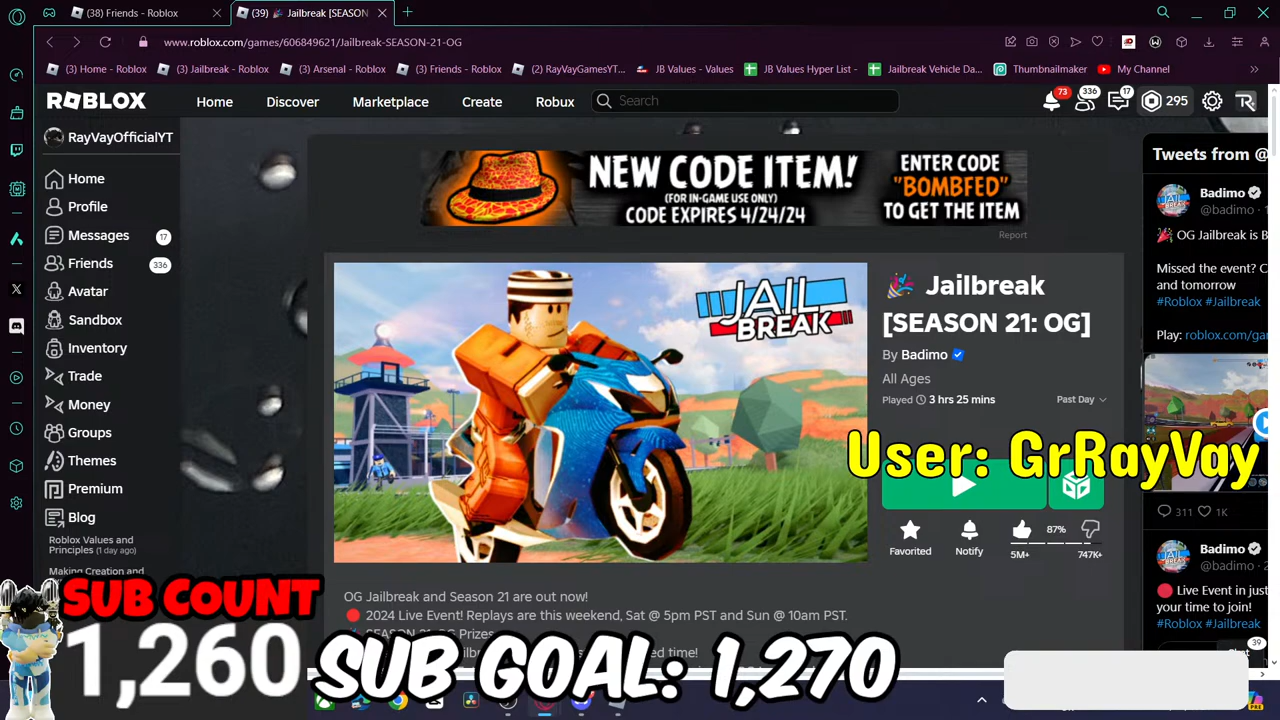 (38) Friends - Roblox
(39) 🎉 Jailbreak [SEASON
www.roblox.com/games/606849621/Jailbreak-SEASON-21-OG
(3) Home - Roblox
(3) Jailbreak - Roblox
(3) Arsenal - Roblox
(3) Friends - Roblox
(2) RayVayGamesYT...
JB Values - Values
JB Values Hyper List -
Jailbreak Vehicle Da...
Thumbnailmaker
My Channel
ROBLOX
Home
Discover
Marketplace
Create
Robux
Search
73
336
17
295
RayVayOfficialYT
Home
Profile
Messages 17
Friends 336
Avatar
Sandbox
Inventory
Trade
Money
Groups
Themes
Premium
Blog
Roblox Values and
Principles (1 day ago)
NEW CODE ITEM!
(FOR IN-GAME USE ONLY)
CODE EXPIRES 4/24/24
ENTER CODE
"BOMBFED"
TO GET THE ITEM
Report
JAIL
BREAK
🎉 Jailbreak
[SEASON 21: OG]
By Badimo
All Ages
Played 3 hrs 25 mins
Past Day
User: GrRayVay
Favorited
Notify
87%
5M+
747K+
OG Jailbreak and Season 21 are out now!
🔴 2024 Live Event! Replays are this weekend, Sat @ 5pm PST and Sun @ 10am PST.
SEASON 21: OG Prizes
Tweets from @
Badimo
@badimo
🎉 OG Jailbreak is B
Missed the event? C
and tomorrow
#Roblox #Jailbreak
Play: roblox.com/gam
311
1K
Badimo
@badimo
🔴 Live Event in
your time to join!
#Roblox #Jailbreak
39
SUB COUNT
1,260
SUB GOAL: 1,270